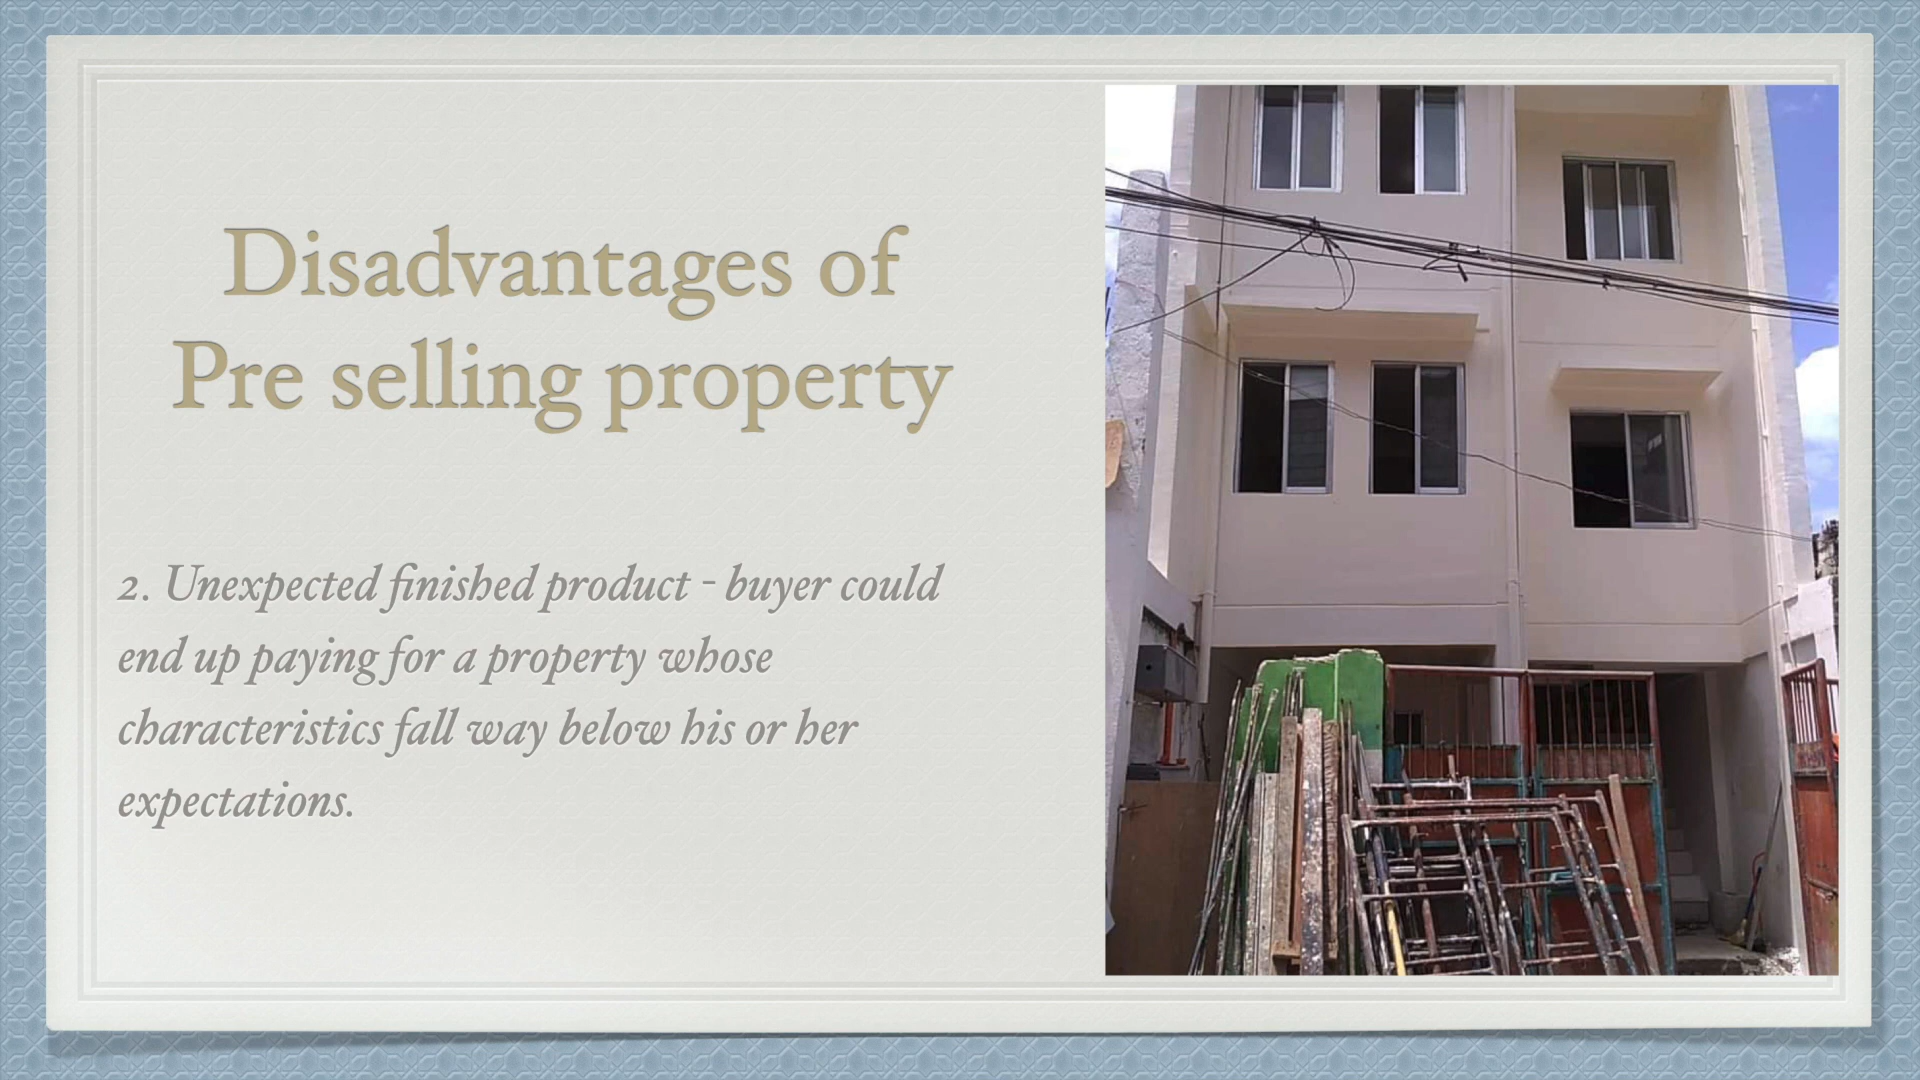 Disadvantages of
Pre selling property
2. Unexpected finished product - buyer could
end up paying for a property whose
characteristics fall way below his or her
expectations.